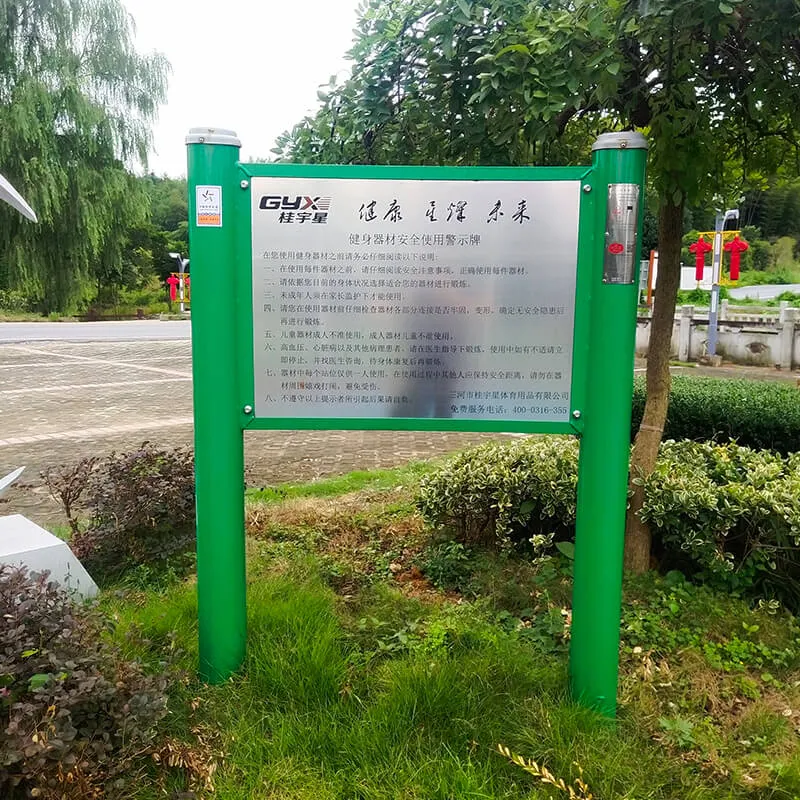 GYX
桂宇星
健康 星辉 未来
健身器材安全使用警示牌
在您使用健身器材之前请务必仔细阅读以下说明:
一、在使用每件器材之前，请仔细阅读安全注意事项，正确使用每件器材。
二、请依据您目前的身体状况选择适合您的器材进行锻炼。
三、未成年人须在家长监护下才能使用。
四、请您在使用器材前仔细检查器材各部分连接是否牢固，变形，确定无安全隐患后
再进行锻炼。
五、儿童器材成人不准使用，成人器材儿童不准使用。
六、高血压、心脏病以及其他病理患者，请在医生指导下锻炼，使用中如有不适请立
即停止，并找医生咨询，待身体康复后再锻炼。
七、器材中每个站位仅供一人使用，在使用过程中其他人应保持安全距离，请勿在器
材周围嬉戏打闹，避免受伤。
八、不遵守以上提示者所引起后果请自负。
三河市桂宇星体育用品有限公司
免费服务电话：400-0316-355